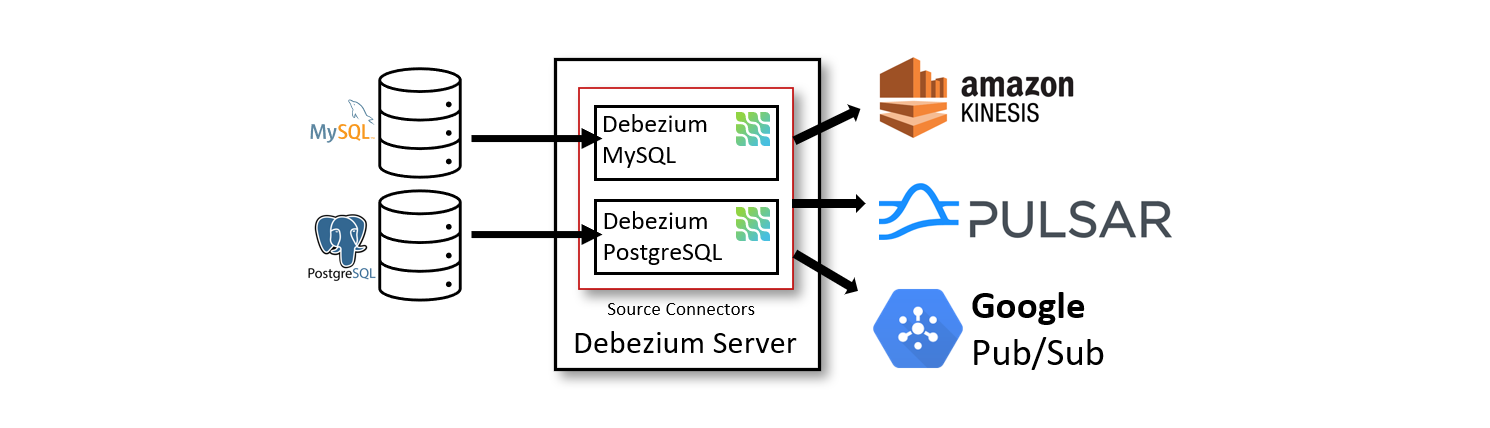 MySQL
PostgreSQL
Debezium
MySQL
Debezium
PostgreSQL
Source Connectors
Debezium Server
amazon
KINESIS
PULSAR
Google
Pub/Sub